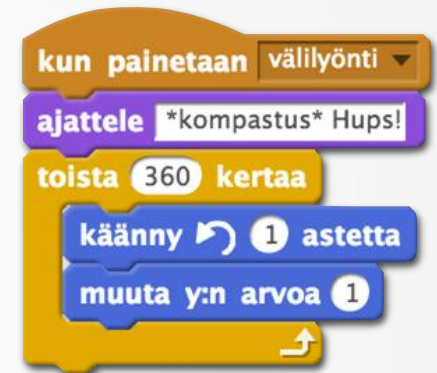 kun painetaan välilyönti
ajattele *kompastus* Hups!
toista 360 kertaa
käänny 1 astetta
muuta y:n arvoa 1